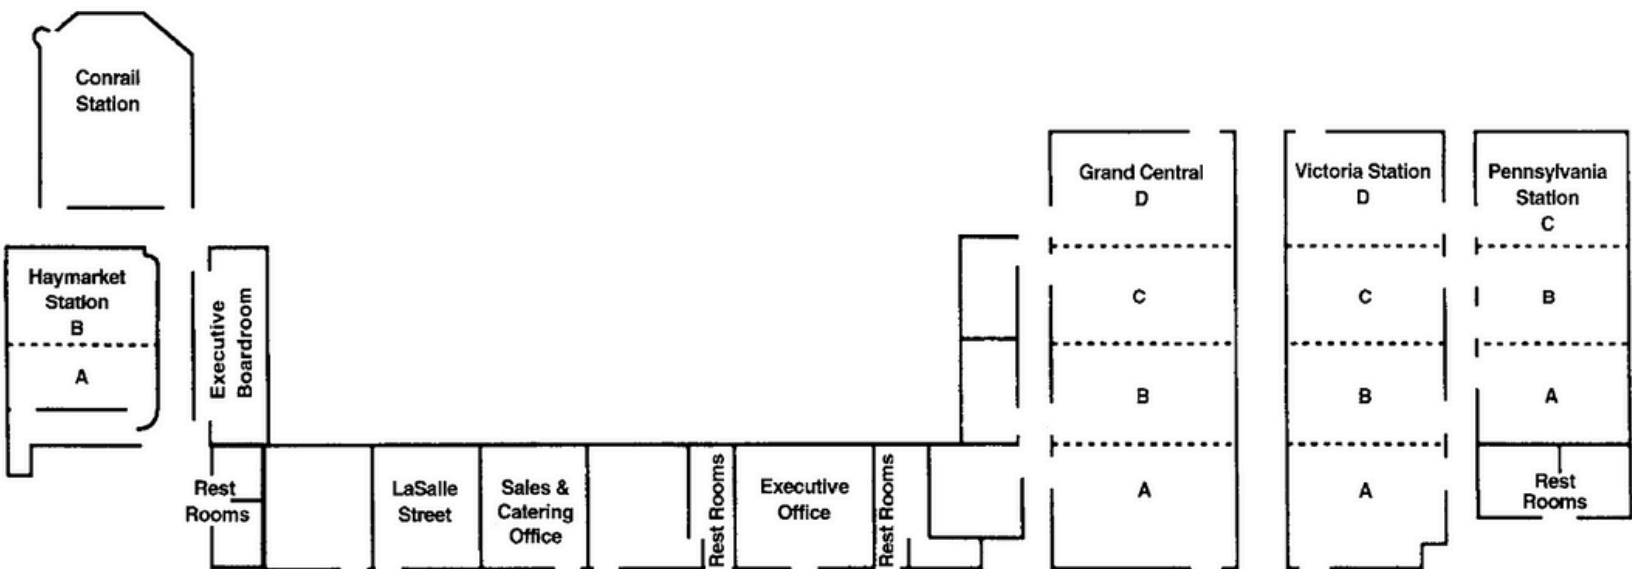 Conrail
Station
Haymarket
Station
B
A
Executive
Boardroom
Rest
Rooms
LaSalle
Street
Sales &
Catering
Office
Rest Rooms
Executive
Office
Rest Rooms
Grand Central
D
C
B
A
Victoria Station
D
C
B
A
Pennsylvania
Station
C
B
A
Rest
Rooms